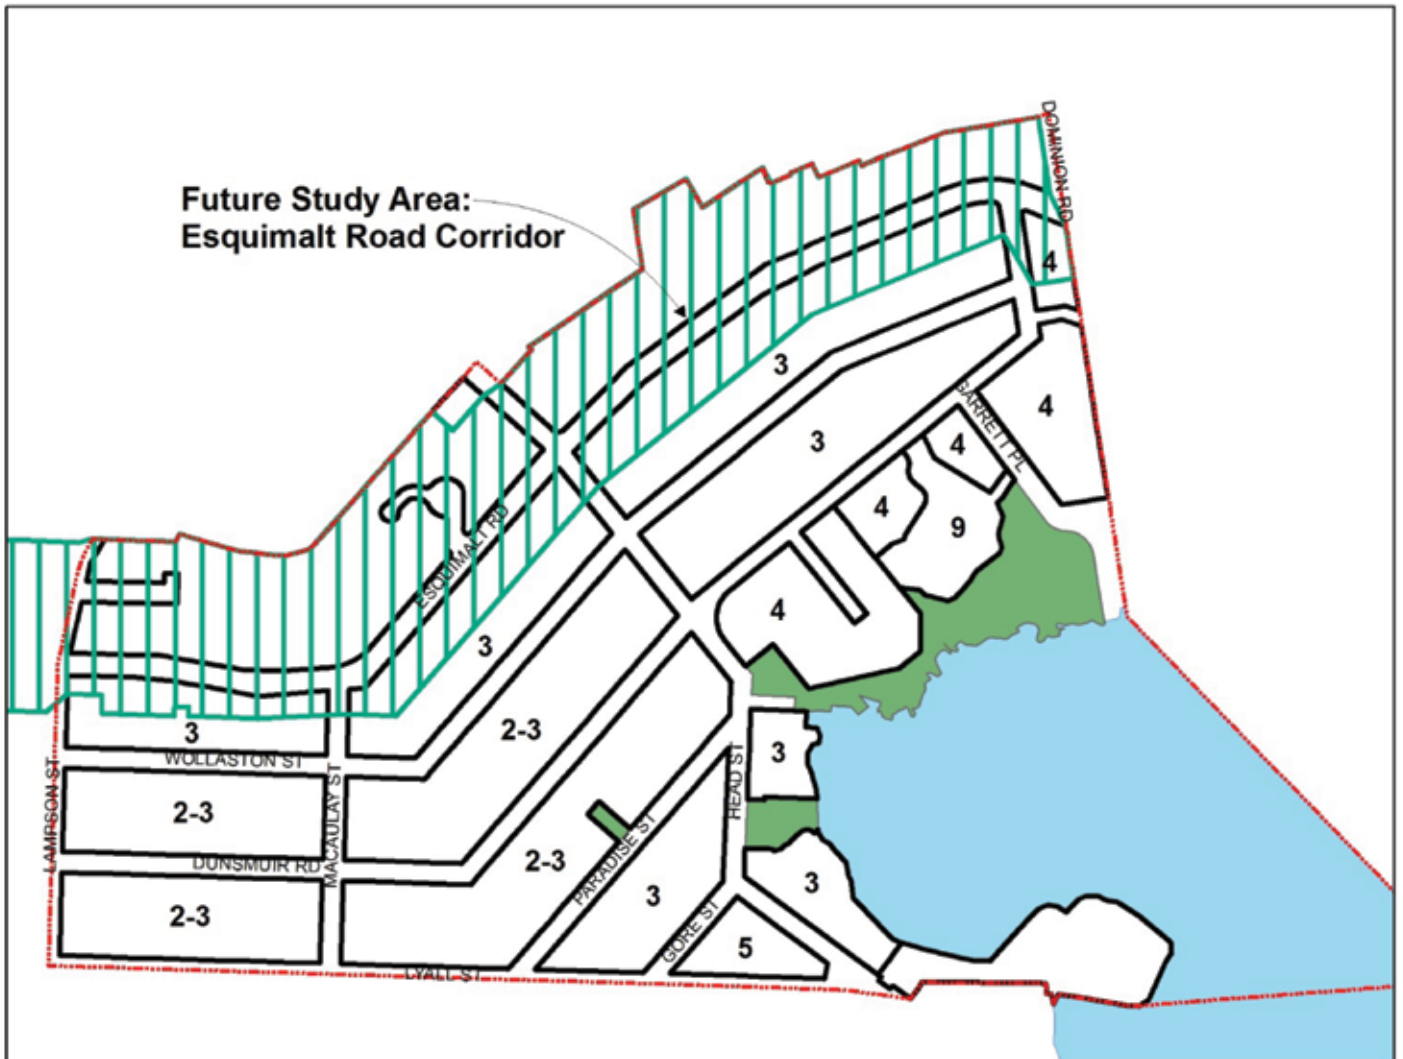 DOMINION RD
Future Study Area:
Esquimalt Road Corridor
4
3
4
GARRETT PL
3
4
4
9
ESQUIMALT RD
4
3
2-3
3
WOLLASTON ST
3
HEAD ST
LAMPSON ST
2-3
MACAULAY ST
DUNSMUIR RD
2-3
PARADISE ST
3
3
2-3
GORE ST
5
LYALL ST